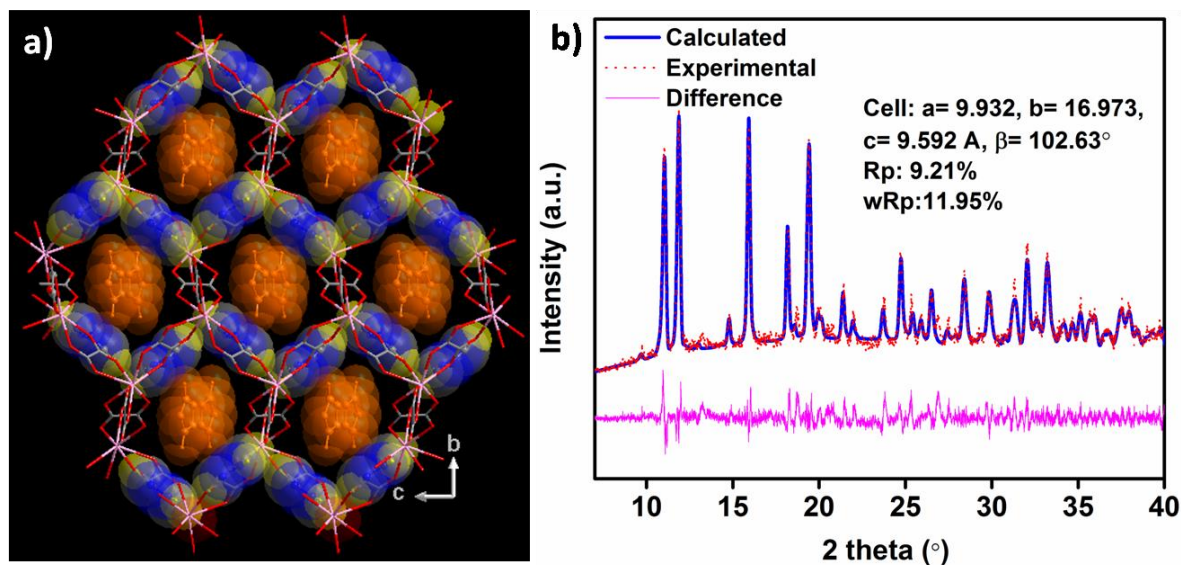 a)
b
c
b)
Calculated
Experimental
Difference
Cell: a= 9.932, b= 16.973,
c= 9.592 A, β= 102.63°
Rp: 9.21%
wRp:11.95%
Intensity (a.u.)
10 15 20 25 30 35 40
2 theta (°)